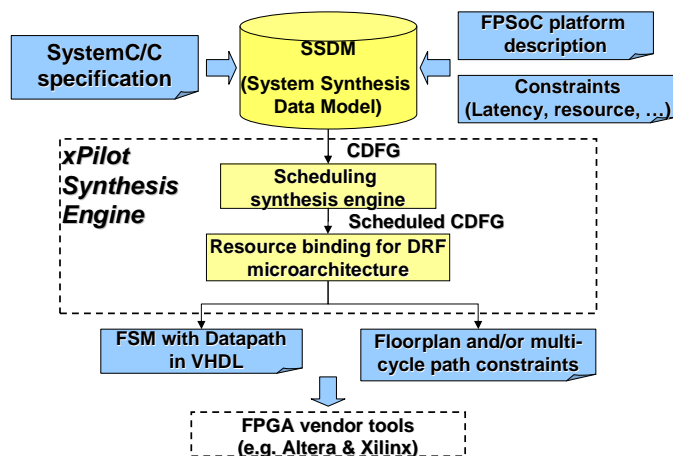 SystemC/C
specification
SSDM
(System Synthesis
Data Model)
FPSoC platform
description
Constraints
(Latency, resource, …)
xPilot
Synthesis
Engine
CDFG
Scheduling
synthesis engine
Scheduled CDFG
Resource binding for DRF
microarchitecture
FSM with Datapath
in VHDL
Floorplan and/or multi-
cycle path constraints
FPGA vendor tools
(e.g. Altera & Xilinx)